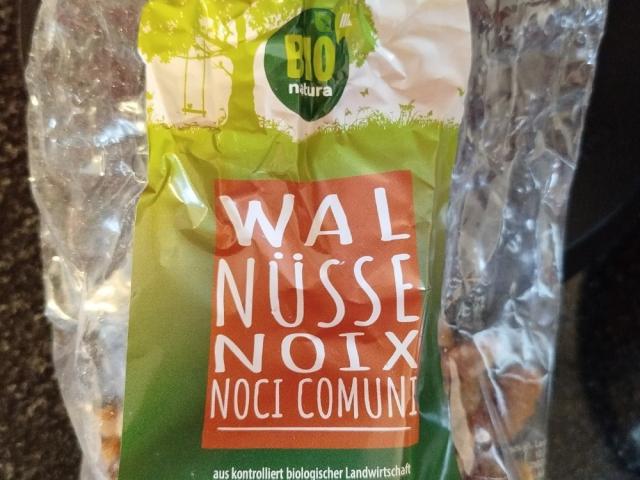 BIO
natura
WAL
NÜSSE
NOIX
NOCI COMUNI
aus kontrolliert biologischer Landwirtschaft